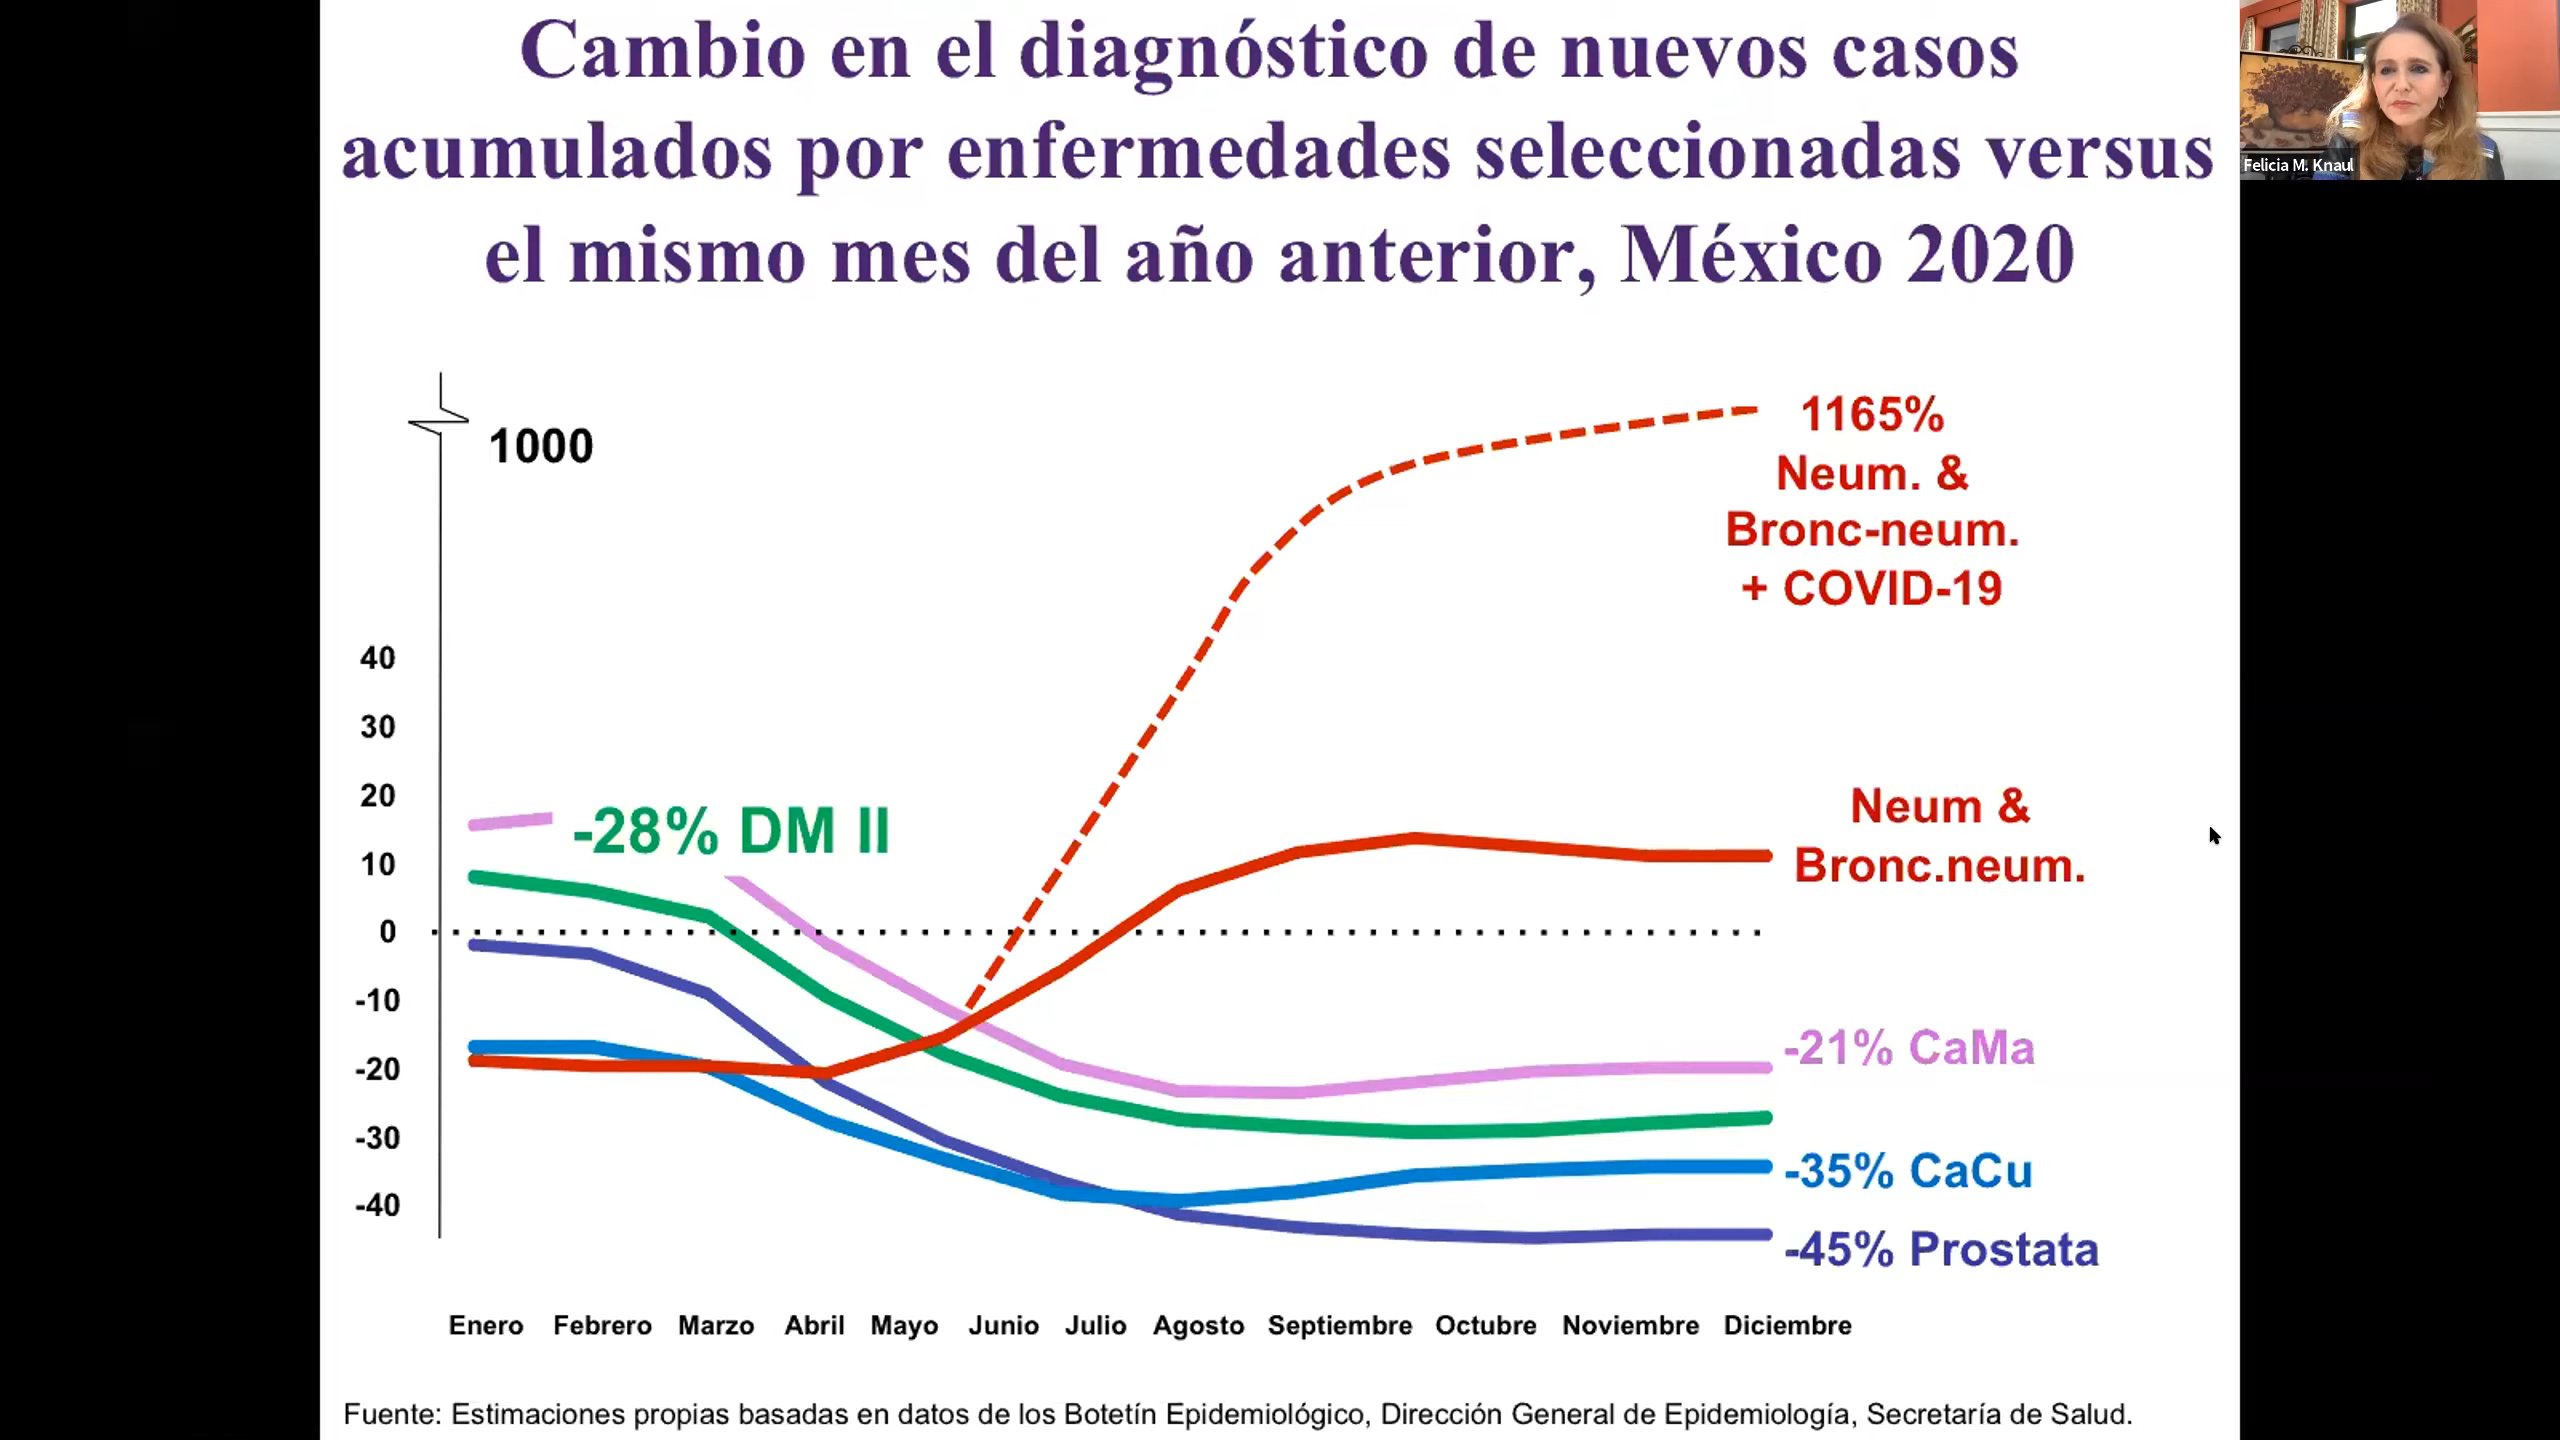 Cambio en el diagnóstico de nuevos casos
acumulados por enfermedades seleccionadas versus
el mismo mes del año anterior, México 2020
Felicia M. Knaul
1000
1165%
Neum. &
Bronc-neum.
+ COVID-19
40
30
20
10
0
-10
-20
-30
-40
-28% DM II
Neum &
Bronc.neum.
-21% CaMa
-35% CaCu
-45% Prostata
Enero Febrero Marzo Abril Mayo Junio Julio Agosto Septiembre Octubre Noviembre Diciembre
Fuente: Estimaciones propias basadas en datos de los Botetín Epidemiológico, Dirección General de Epidemiología, Secretaría de Salud.